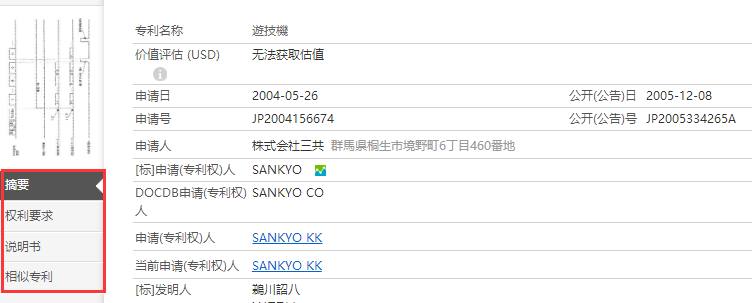 专利名称 遊技機
价值评估 (USD) 无法获取估值
申请日 2004-05-26 公开(公告)日 2005-12-08
申请号 JP2004156674 公开(公告)号 JP2005334265A
申请人 株式会社三共 群馬県桐生市境野町6丁目460番地
[标]申请(专利权)人 SANKYO
DOCDB申请(专利权)人 SANKYO CO
申请(专利权)人 SANKYO KK
当前申请(专利权)人 SANKYO KK
[标]发明人 鵜川詔八
摘要
权利要求
说明书
相似专利